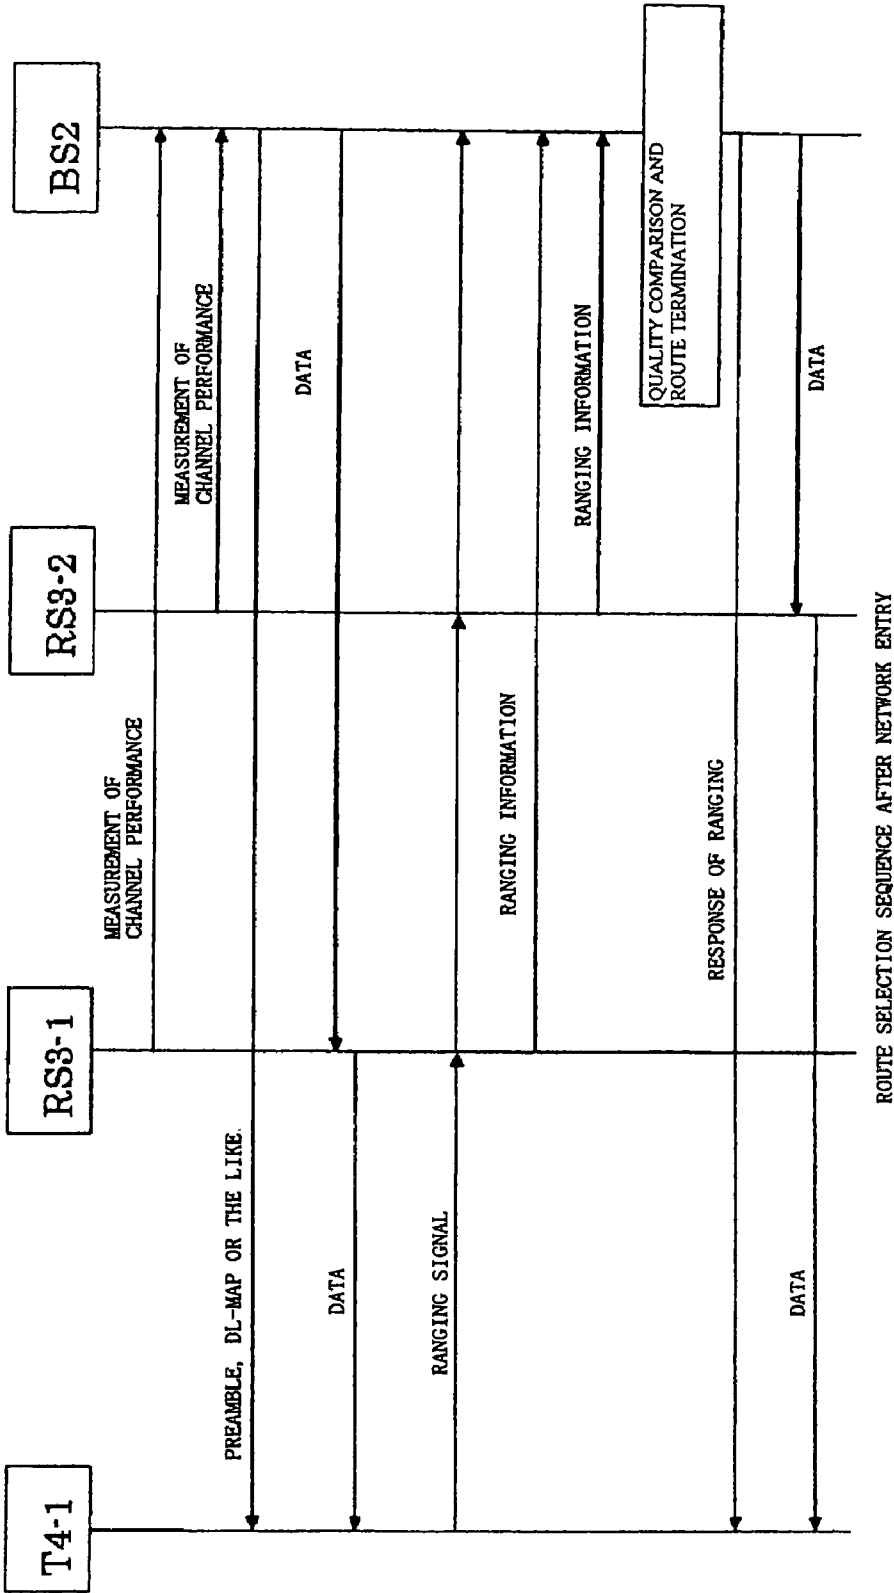 T4-1
RS3-1
RS3-2
BS2
MEASUREMENT OF
CHANNEL PERFORMANCE
MEASUREMENT OF
CHANNEL PERFORMANCE
PREAMBLE, DL-MAP OR THE LIKE
DATA
DATA
RANGING SIGNAL
RANGING INFORMATION
RANGING INFORMATION
QUALITY COMPARISON AND
ROUTE TERMINATION
RESPONSE OF RANGING
DATA
DATA
ROUTE SELECTION SEQUENCE AFTER NETWORK ENTRY